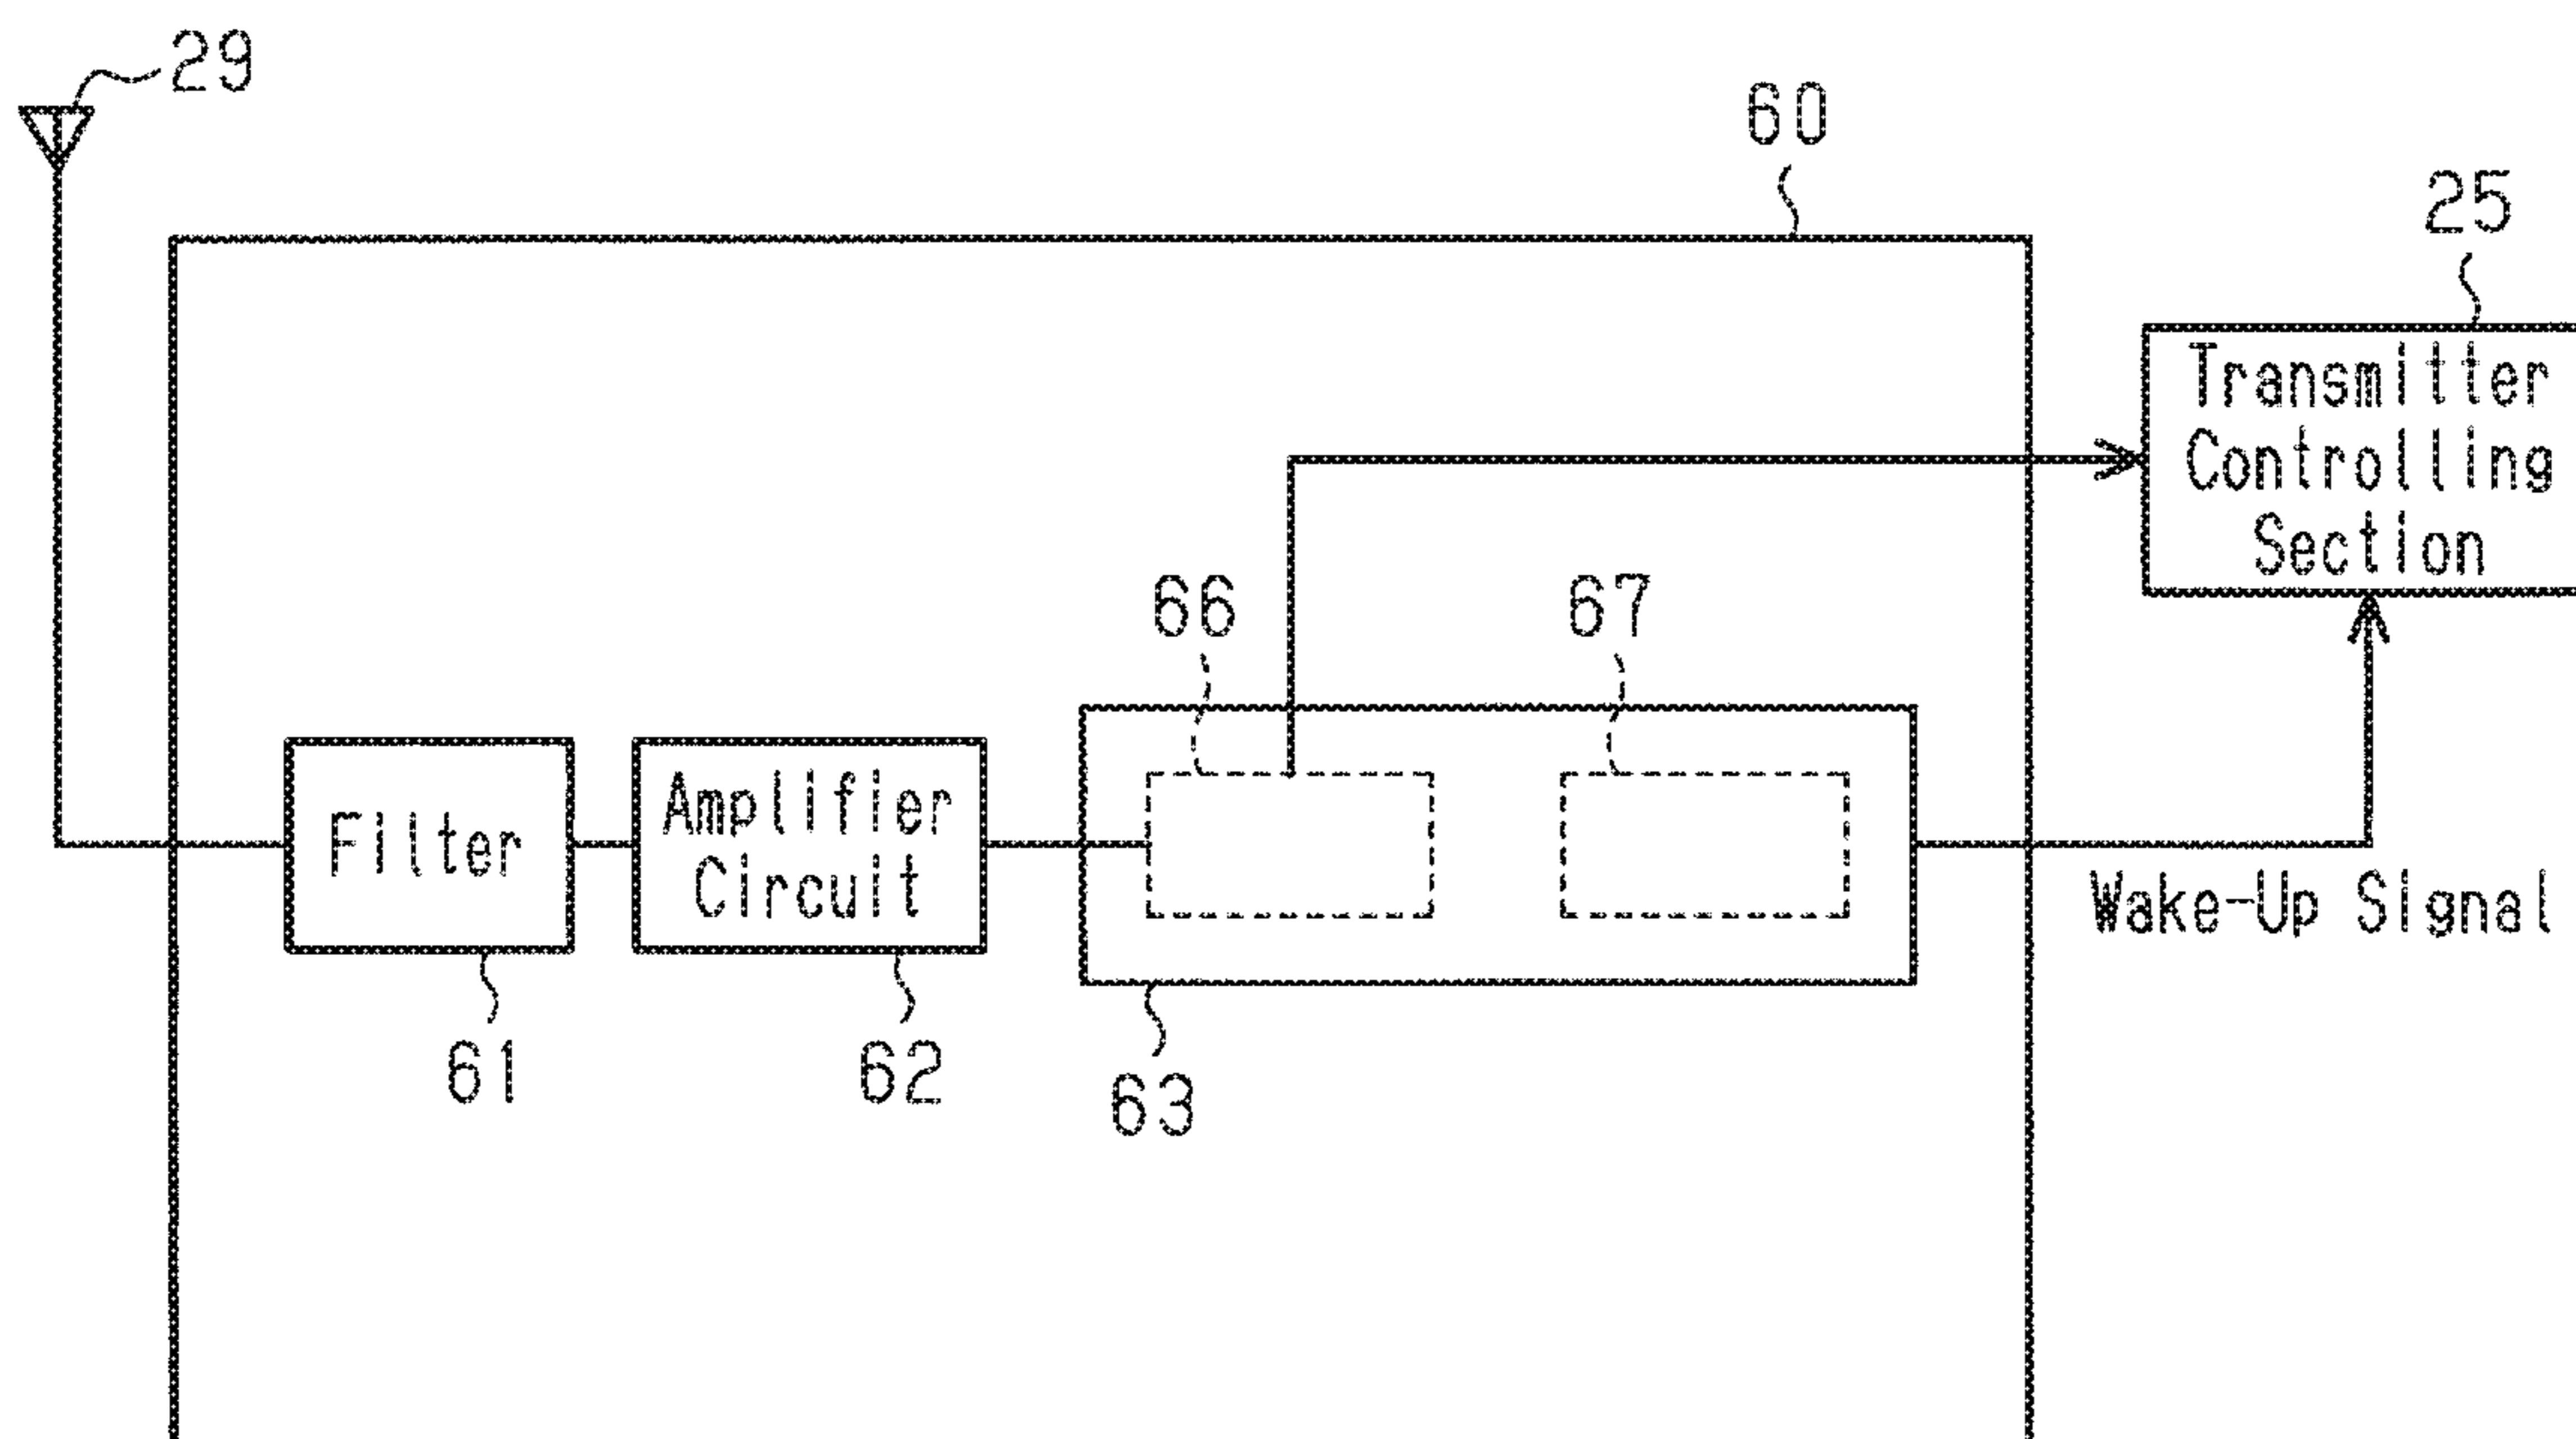 29
60
25
Transmitter
Controlling
Section
66
67
Filter
Amplifier
Circuit
Wake-Up Signal
61
62
63